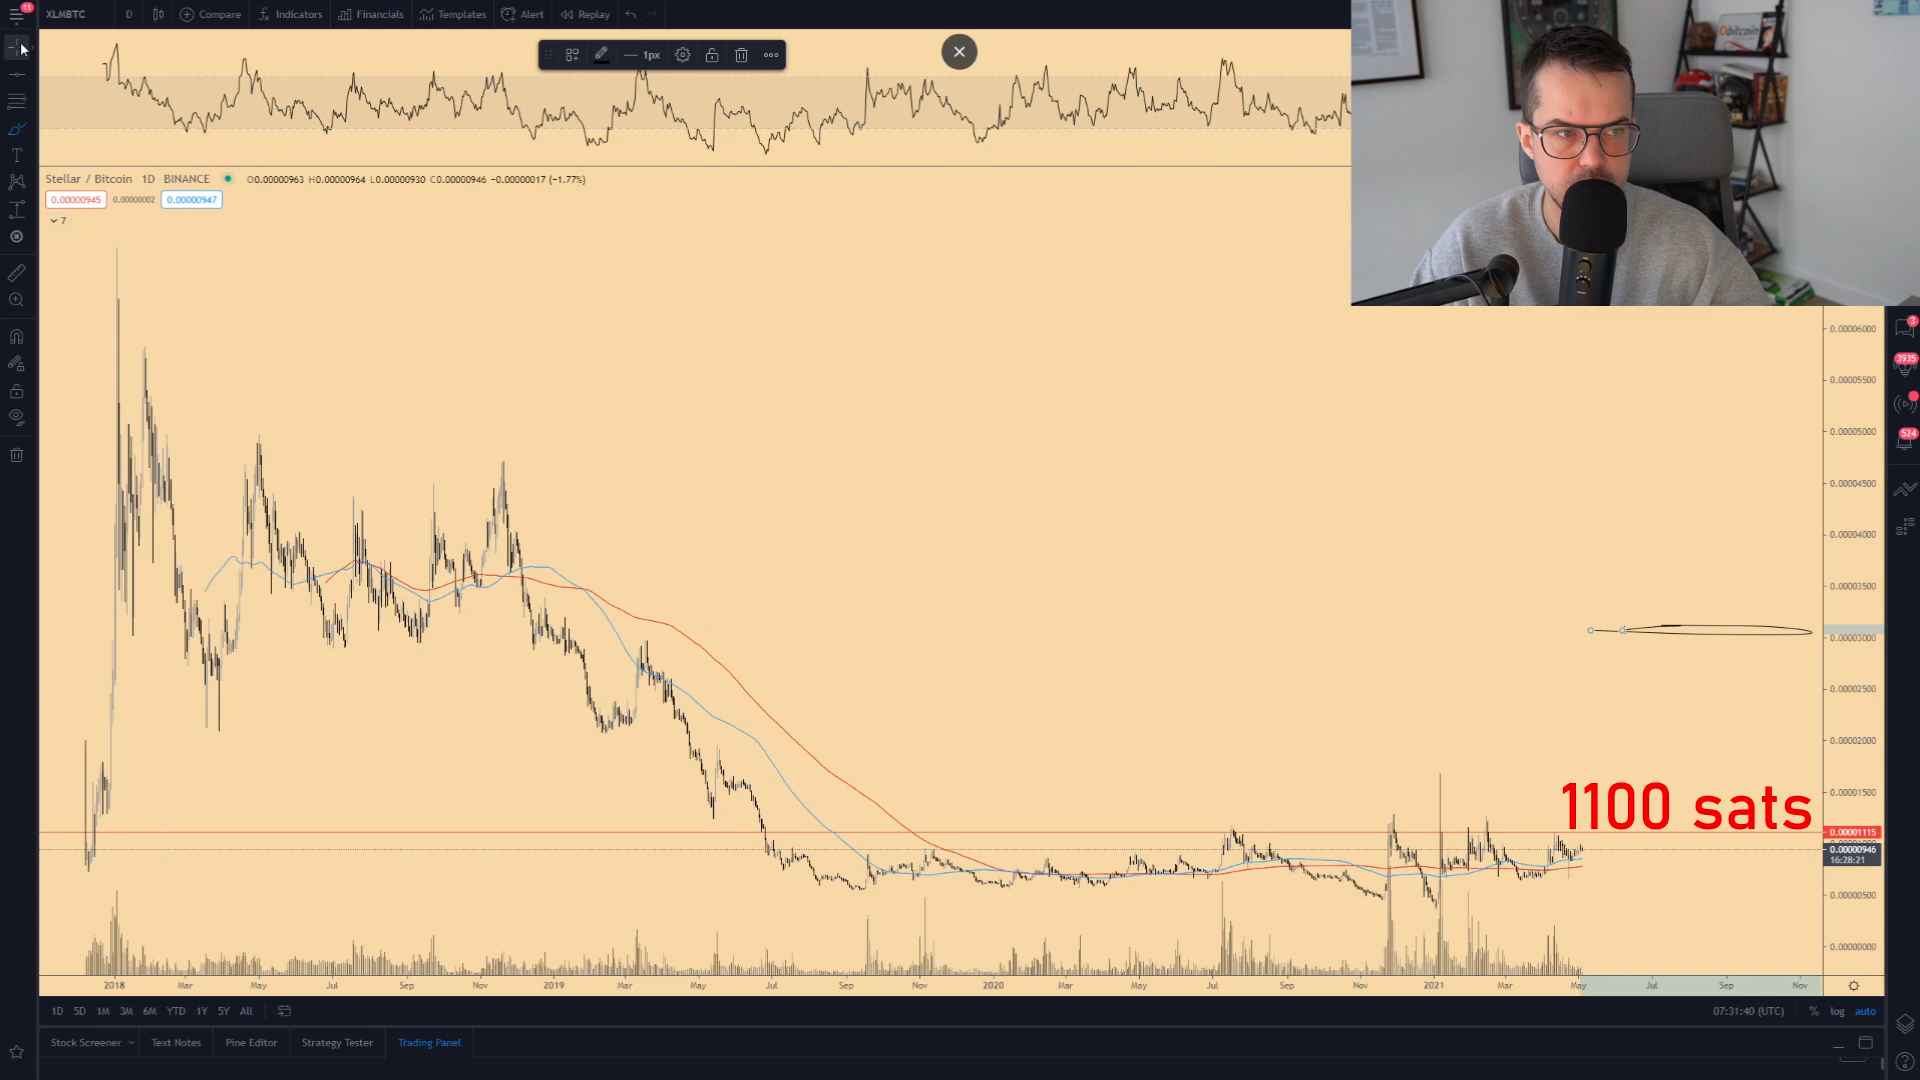 11
XLMBTC D Compare Indicators Financials Templates Alert Replay
1px
bitcoin
Stellar / Bitcoin 1D BINANCE O0.00000963 H0.00000964 L0.00000930 C0.00000946 −0.00000017 (−1.77%)
0.00000945 0.00000002 0.00000947
7
3
3935
524
0.00006000
0.00005500
0.00005000
0.00004500
0.00004000
0.00003500
0.00003000
0.00002500
0.00002000
0.00001500
1100 sats
0.00001115
0.00000946
16:28:21
0.00000500
0.00000000
2018 Mar May Jul Sep Nov 2019 Mar May Jul Sep Nov 2020 Mar May Jul Sep Nov 2021 Mar May Jul Sep Nov
1D 5D 1M 3M 6M YTD 1Y 5Y All 07:31:40 (UTC) % log auto
Stock Screener Text Notes Pine Editor Strategy Tester Trading Panel